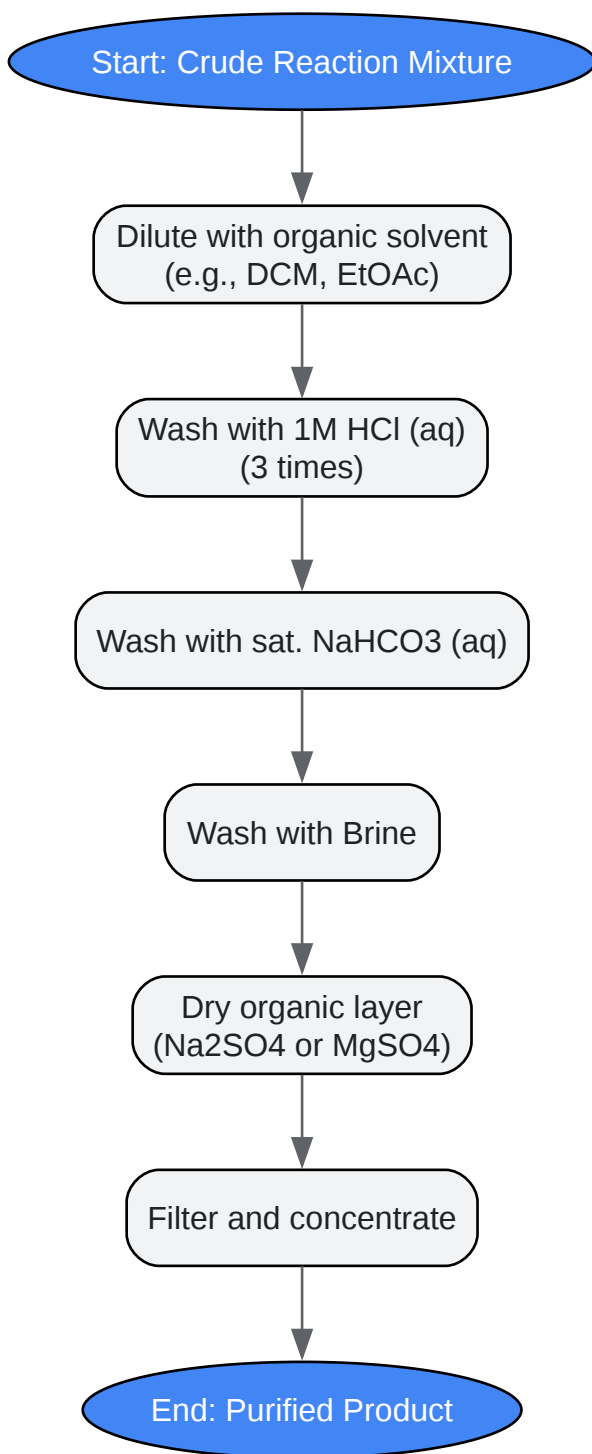 Start: Crude Reaction Mixture
Dilute with organic solvent
(e.g., DCM, EtOAc)
Wash with 1M HCl (aq)
(3 times)
Wash with sat. NaHCO3 (aq)
Wash with Brine
Dry organic layer
(Na2SO4 or MgSO4)
Filter and concentrate
End: Purified Product